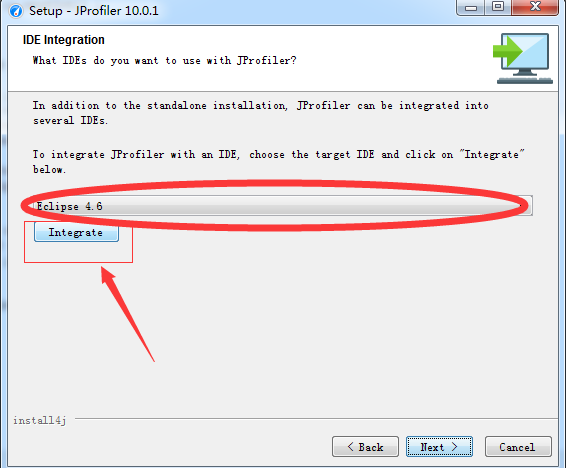 Setup - JProfiler 10.0.1
IDE Integration
What IDEs do you want to use with JProfiler?
In addition to the standalone installation, JProfiler can be integrated into
several IDEs.
To integrate JProfiler with an IDE, choose the target IDE and click on "Integrate"
below.
Eclipse 4.6
Integrate
install4j
< Back
Next >
Cancel